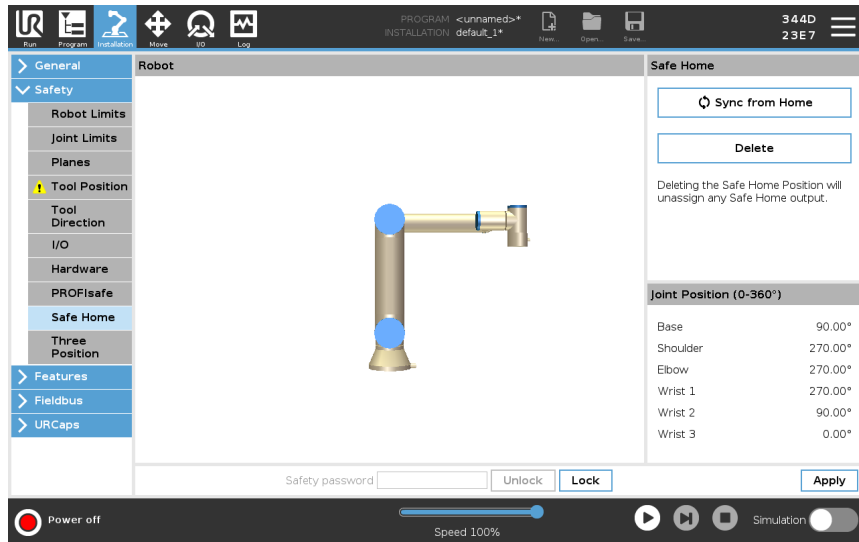 PROGRAM <unnamed>*
INSTALLATION default_1*
344D
23E7
Run
Program
Installation
Move
I/O
Log
New...
Open...
Save...
General
Safety
Robot Limits
Joint Limits
Planes
Tool Position
Tool
Direction
I/O
Hardware
PROFIsafe
Safe Home
Three
Position
Features
Fieldbus
URCaps
Robot
Safe Home
Sync from Home
Delete
Deleting the Safe Home Position will
unassign any Safe Home output.
Joint Position (0-360°)
Base 90.00°
Shoulder 270.00°
Elbow 270.00°
Wrist 1 270.00°
Wrist 2 90.00°
Wrist 3 0.00°
Safety password
Unlock
Lock
Apply
Power off
Speed 100%
Simulation